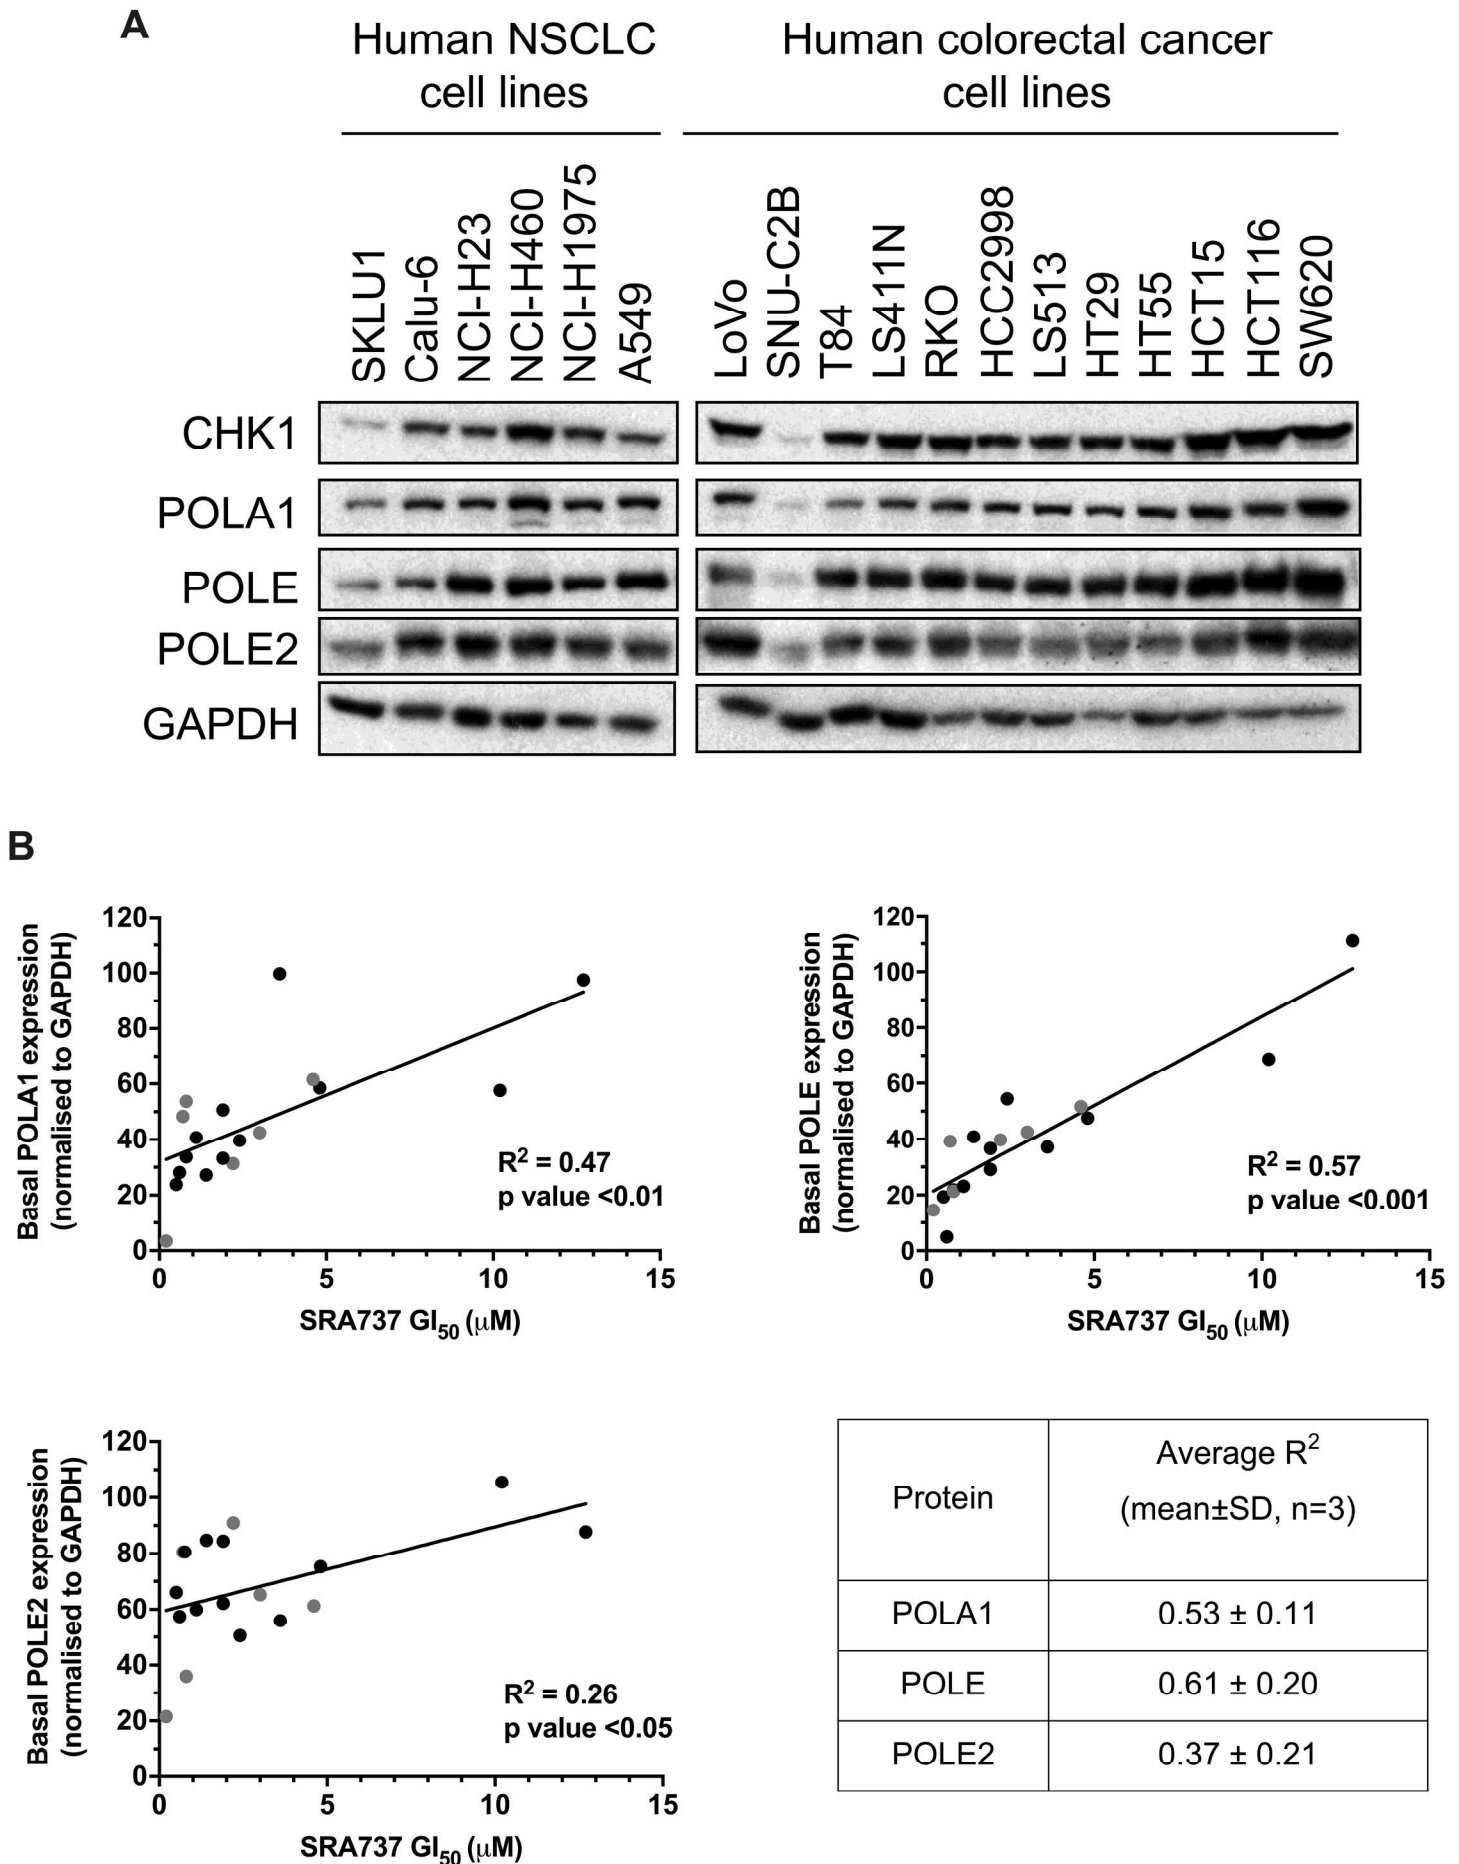 A
Human NSCLC
cell lines
Human colorectal cancer
cell lines
SKLU1
Calu-6
NCI-H23
NCI-H460
NCI-H1975
A549
LoVo
SNU-C2B
T84
LS411N
RKO
HCC2998
LS513
HT29
HT55
HCT15
HCT116
SW620
CHK1
POLA1
POLE
POLE2
GAPDH
B
Basal POLA1 expression
(normalised to GAPDH)
120
100
80
60
40
20
0
0 5 10 15
R² = 0.47
p value <0.01
SRA737 GI₅₀ (μM)
Basal POLE expression
(normalised to GAPDH)
120
100
80
60
40
20
0
0 5 10 15
R² = 0.57
p value <0.001
SRA737 GI₅₀ (μM)
Basal POLE2 expression
(normalised to GAPDH)
120
100
80
60
40
20
0
0 5 10 15
R² = 0.26
p value <0.05
SRA737 GI₅₀ (μM)
Protein
Average R²
(mean±SD, n=3)
POLA1 0.53 ± 0.11
POLE 0.61 ± 0.20
POLE2 0.37 ± 0.21